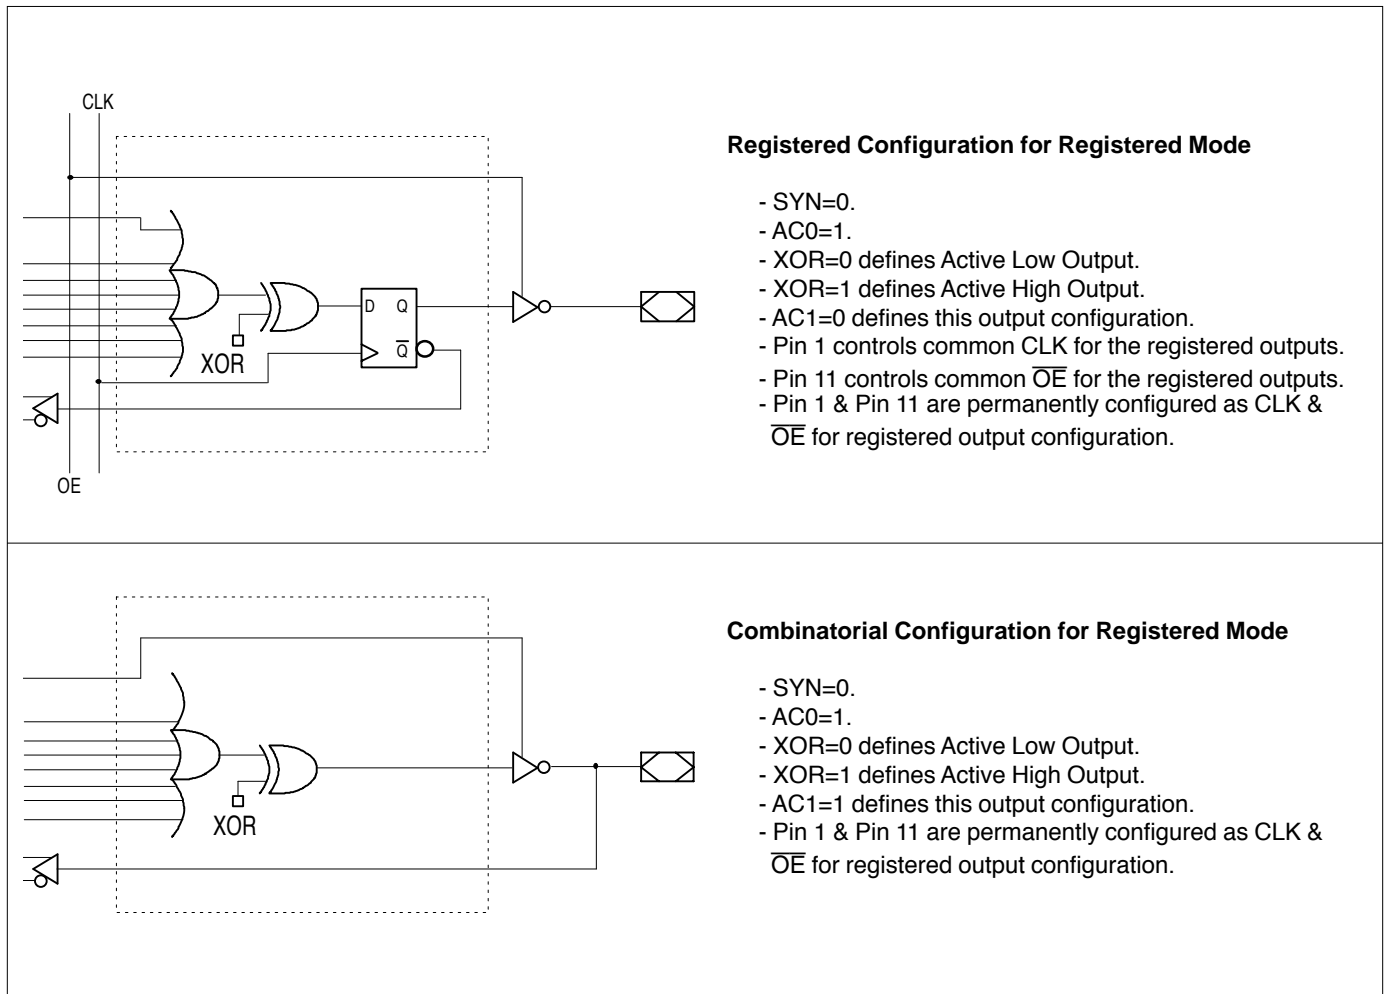 CLK
Registered Configuration for Registered Mode
- SYN=0.
- AC0=1.
- XOR=0 defines Active Low Output.
- XOR=1 defines Active High Output.
- AC1=0 defines this output configuration.
- Pin 1 controls common CLK for the registered outputs.
- Pin 11 controls common O̅E̅ for the registered outputs.
- Pin 1 & Pin 11 are permanently configured as CLK &
O̅E̅ for registered output configuration.
D Q
Q̅
XOR
OE
Combinatorial Configuration for Registered Mode
- SYN=0.
- AC0=1.
- XOR=0 defines Active Low Output.
- XOR=1 defines Active High Output.
- AC1=1 defines this output configuration.
- Pin 1 & Pin 11 are permanently configured as CLK &
O̅E̅ for registered output configuration.
XOR